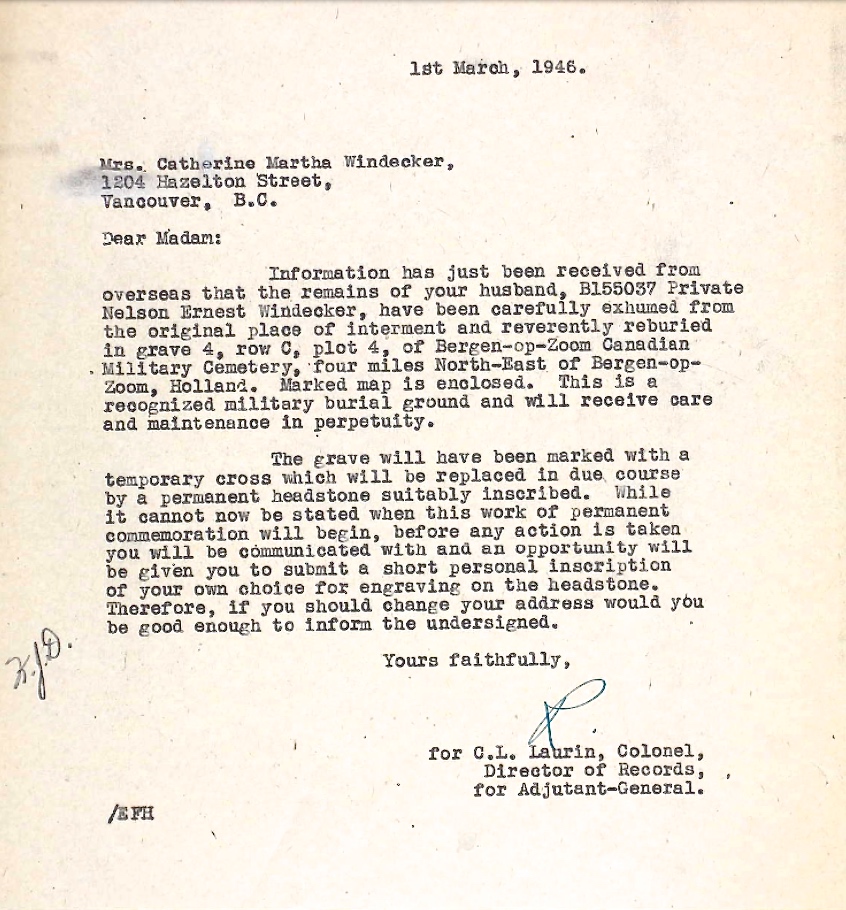 1st March, 1946.
Mrs. Catherine Martha Windecker,
1204 Hazelton Street,
Vancouver, B.C.
Dear Madam:
Information has just been received from
overseas that the remains of your husband, B155037 Private
Nelson Ernest Windecker, have been carefully exhumed from
the original place of interment and reverently reburied
in grave 4, row C, plot 4, of Bergen-op-Zoom Canadian
Military Cemetery, four miles North-East of Bergen-op-
Zoom, Holland. Marked map is enclosed. This is a
recognized military burial ground and will receive care
and maintenance in perpetuity.
The grave will have been marked with a
temporary cross which will be replaced in due course
by a permanent headstone suitably inscribed. While
it cannot now be stated when this work of permanent
commemoration will begin, before any action is taken
you will be communicated with and an opportunity will
be given you to submit a short personal inscription
of your own choice for engraving on the headstone.
Therefore, if you should change your address would you
be good enough to inform the undersigned.
Yours faithfully,
for C.L. Laurin, Colonel,
Director of Records,
for Adjutant-General.
/EFH